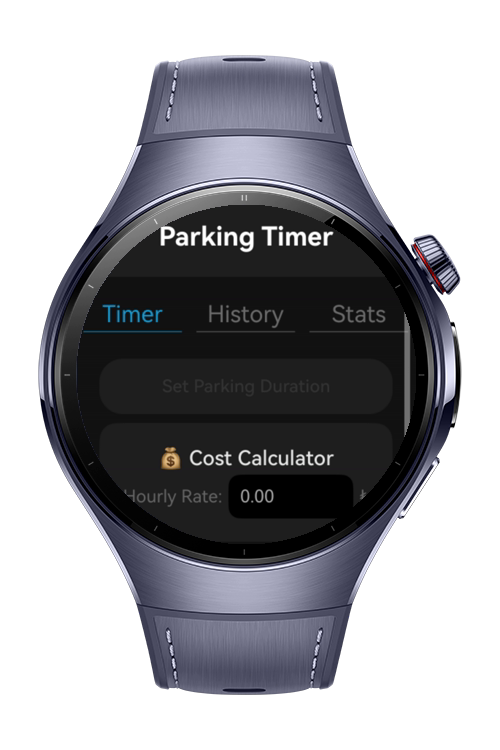 Parking Timer
Timer History Stats
Set Parking Duration
💰 Cost Calculator
Hourly Rate: 0.00